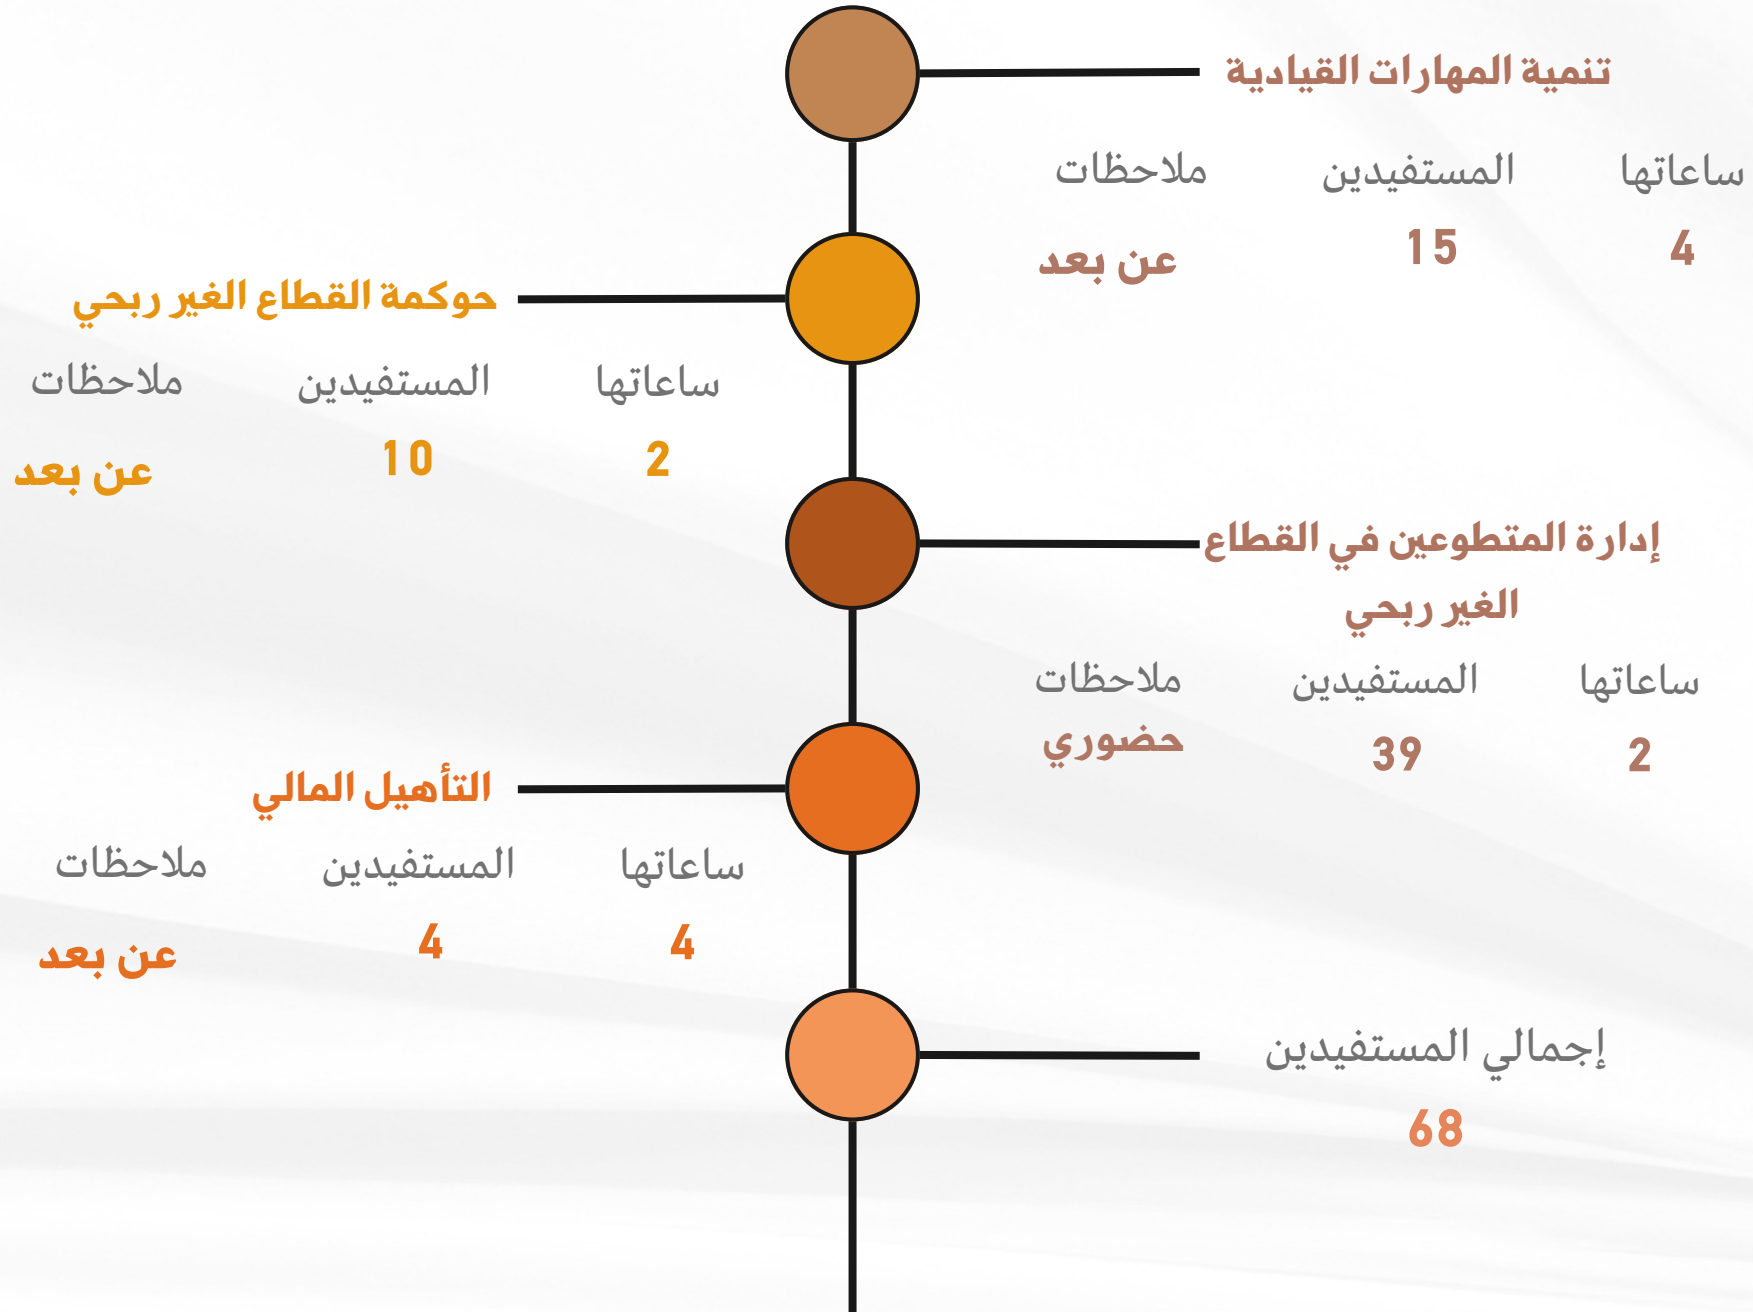 تنمية المهارات القيادية
ساعاتها المستفيدين ملاحظات
4 15 عن بعد
حوكمة القطاع الغير ربحي
ساعاتها المستفيدين ملاحظات
2 10 عن بعد
إدارة المتطوعين في القطاع
الغير ربحي
ساعاتها المستفيدين ملاحظات
2 39 حضوري
التأهيل المالي
ساعاتها المستفيدين ملاحظات
4 4 عن بعد
إجمالي المستفيدين
68